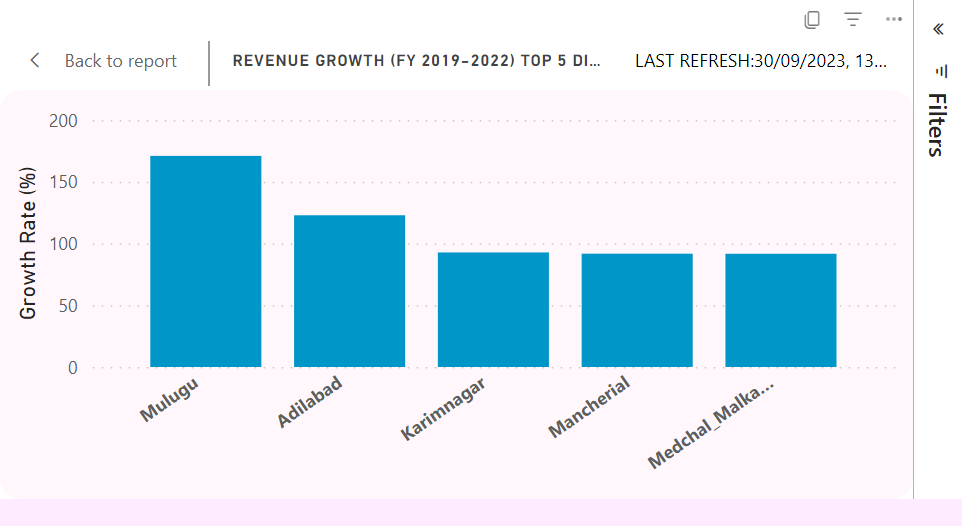 Back to report
REVENUE GROWTH (FY 2019-2022) TOP 5 DI...
LAST REFRESH:30/09/2023, 13...
Filters
Growth Rate (%)
200
150
100
50
0
Mulugu
Adilabad
Karimnagar
Mancherial
Medchal_Malka...